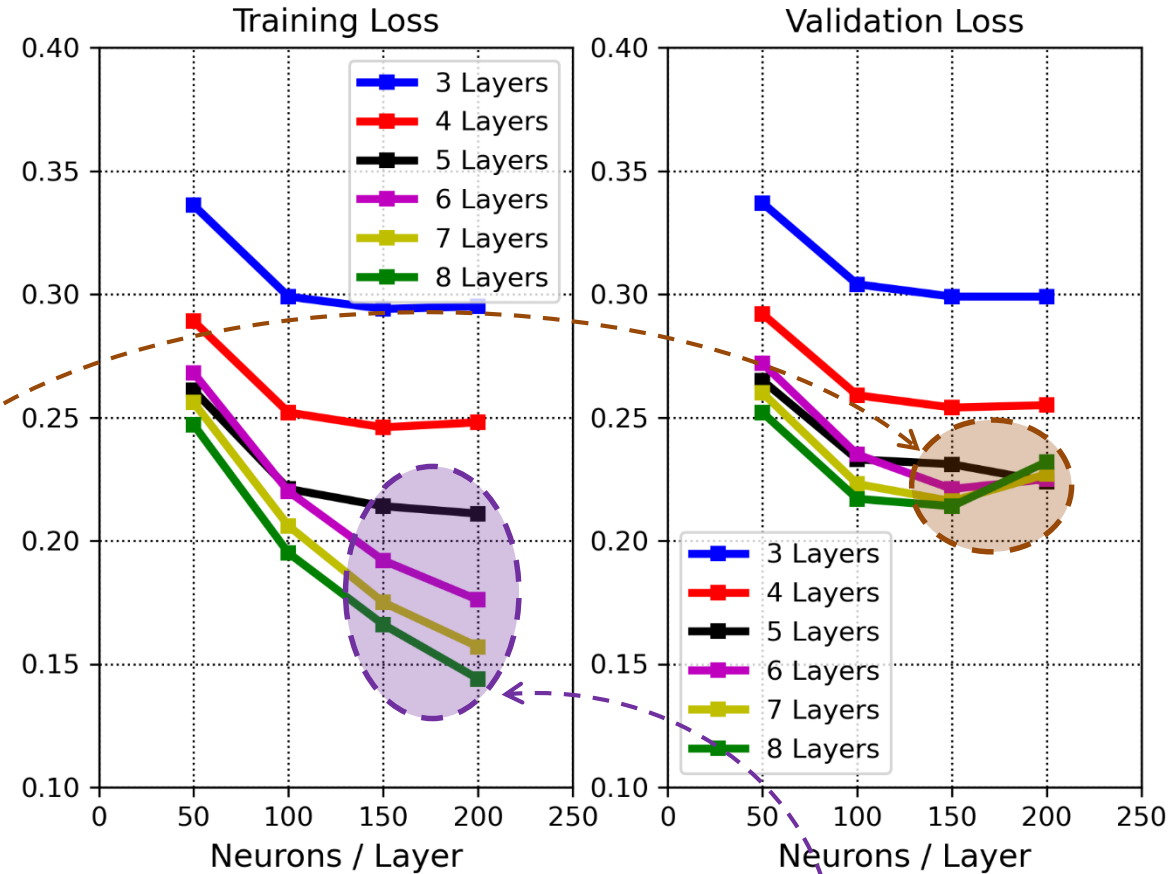 Training Loss
0.40
0.35
0.30
0.25
0.20
0.15
0.10
0 50 100 150 200 250
Neurons / Layer
3 Layers
4 Layers
5 Layers
6 Layers
7 Layers
8 Layers
Validation Loss
0.40
0.35
0.30
0.25
0.20
0.15
0.10
0 50 100 150 200 250
Neurons / Layer
3 Layers
4 Layers
5 Layers
6 Layers
7 Layers
8 Layers